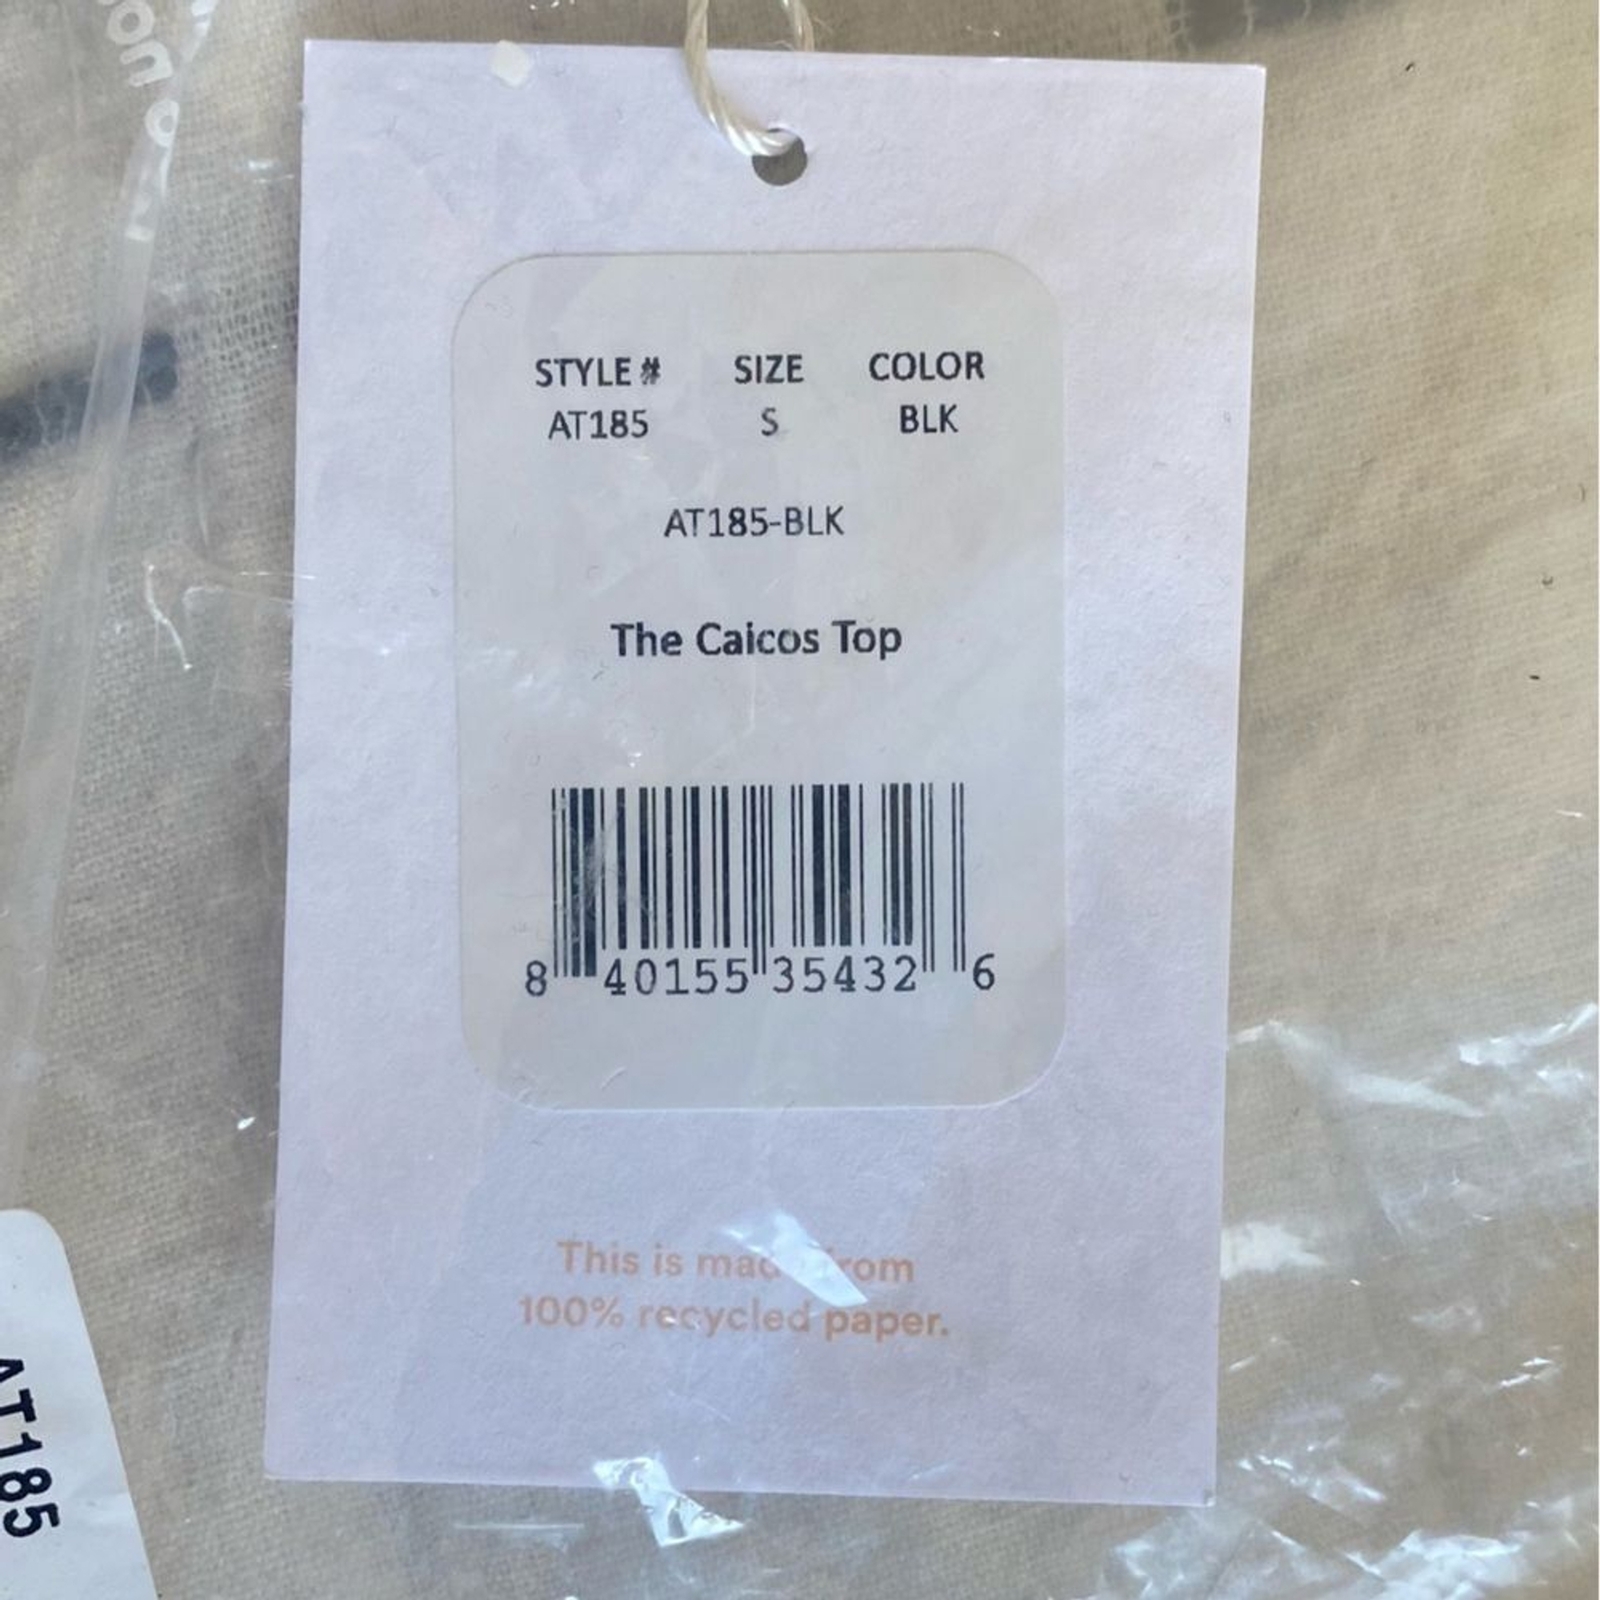 STYLE # SIZE COLOR
AT185 S BLK
AT185-BLK
The Caicos Top
8 40155 35432 6
This is made from
100% recycled paper.
AT185